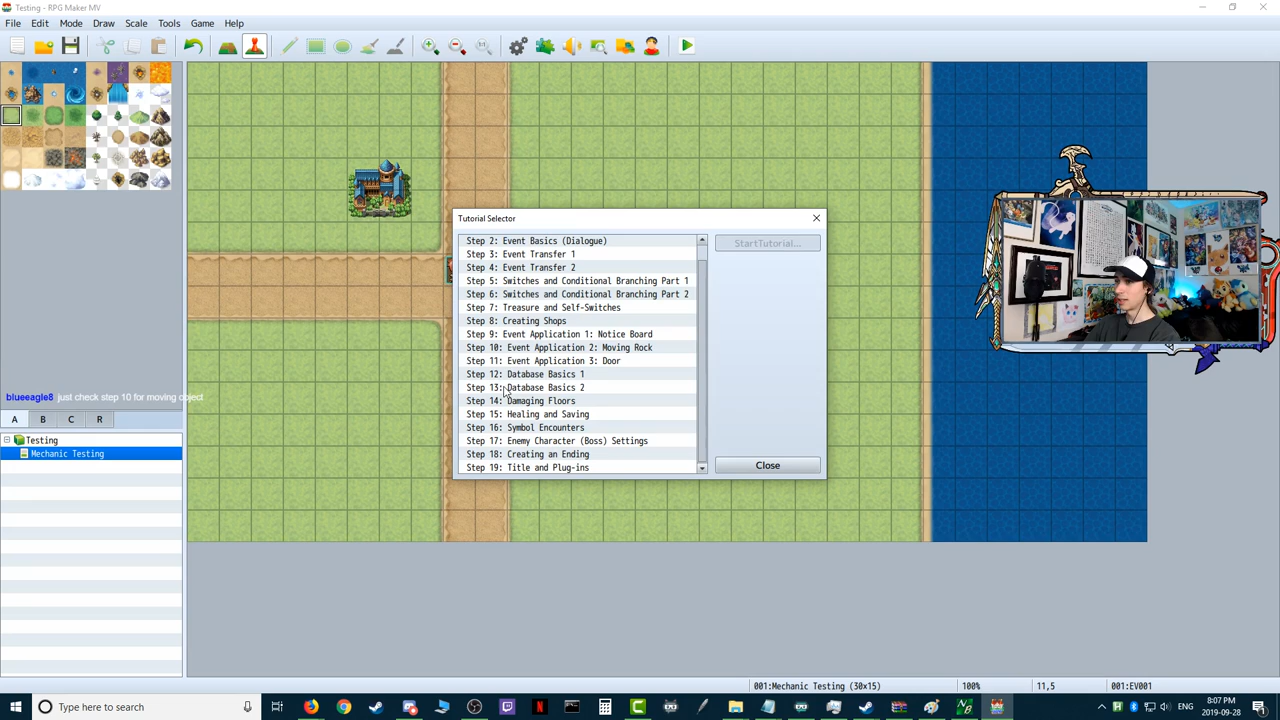 Testing - RPG Maker MV
File Edit Mode Draw Scale Tools Game Help
Tutorial Selector
Step 2: Event Basics (Dialogue)
Step 3: Event Transfer 1
Step 4: Event Transfer 2
Step 5: Switches and Conditional Branching Part 1
Step 6: Switches and Conditional Branching Part 2
Step 7: Treasure and Self-Switches
Step 8: Creating Shops
Step 9: Event Application 1: Notice Board
Step 10: Event Application 2: Moving Rock
Step 11: Event Application 3: Door
Step 12: Database Basics 1
Step 13: Database Basics 2
Step 14: Damaging Floors
Step 15: Healing and Saving
Step 16: Symbol Encounters
Step 17: Enemy Character (Boss) Settings
Step 18: Creating an Ending
Step 19: Title and Plug-ins
StartTutorial...
Close
blueeagle8 just check step 10 for moving object
A B C R
Testing
Mechanic Testing
001:Mechanic Testing (30x15) 100% 11,5 001:EV001
Type here to search
ENG
8:07 PM
2019-09-28